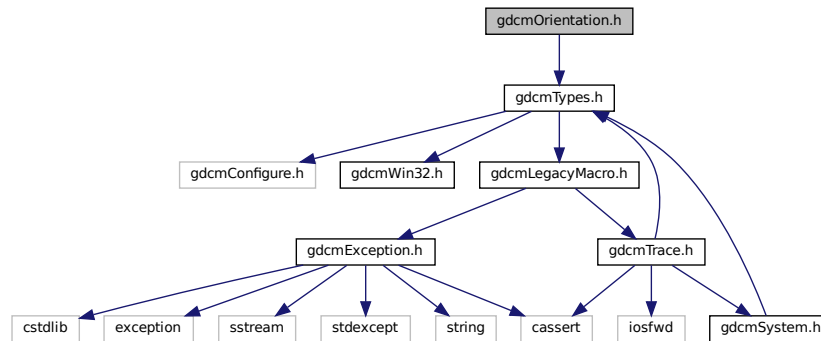 gdcmOrientation.h
gdcmTypes.h
gdcmConfigure.h
gdcmWin32.h
gdcmLegacyMacro.h
gdcmException.h
gdcmTrace.h
cstdlib
exception
sstream
stdexcept
string
cassert
iosfwd
gdcmSystem.h